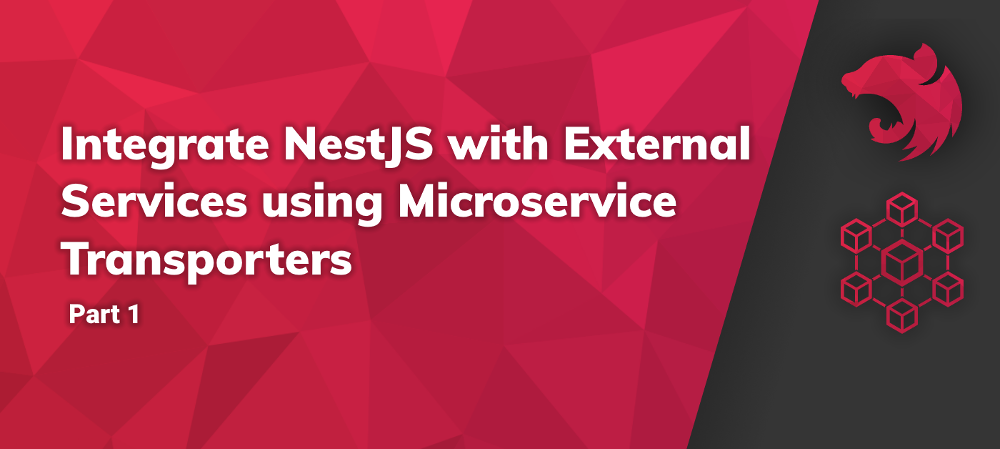 Integrate NestJS with External
Services using Microservice
Transporters
Part 1